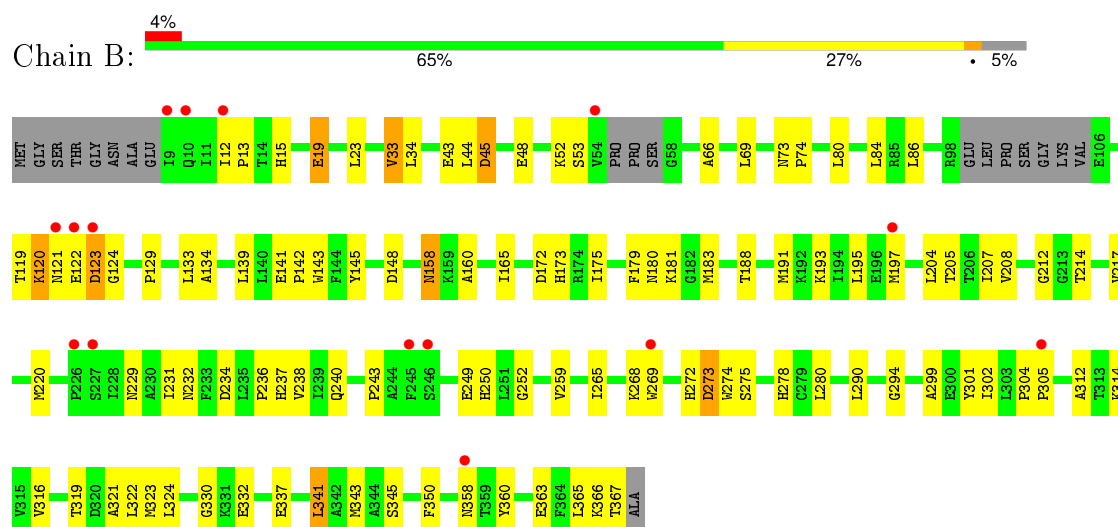 4%
Chain B:
65% 27% • 5%
MET GLY SER THR GLY ASN ALA GLU I9 Q10 I11 I12 P13 T14 H15 E19 L23 V33 L34 E43 L44 D45 E48 K52 S53 V54 PRO PRO SER G58 A66 L69 N73 P74 L80 L84 R85 L86 R98 GLU LEU PRO SER GLY LYS VAL E106
T119 K120 N121 E122 D123 G124 P129 L133 A134 L139 L140 E141 P142 W143 F144 Y145 D148 N158 K159 A160 I165 D172 H173 R174 I175 F179 N180 K181 G182 M183 T188 M191 K192 K193 I194 L195 E196 M197 L204 T205 T206 I207 V208 G212 G213 T214 V217
M220 P226 S227 I228 N229 A230 I231 N232 F233 D234 L235 P236 H237 V238 I239 Q240 P243 A244 F245 S246 E249 H250 L251 G252 V259 I265 K268 W269 H272 D273 W274 S275 H278 C279 L280 L290 G294 A299 E300 Y301 I302 L303 P304 P305 A312 T313 K314
V315 V316 T319 D320 A321 L322 M323 L324 G330 K331 E332 E337 L341 A342 M343 A344 S345 F350 N358 T359 Y360 E363 F364 L365 K366 T367 ALA